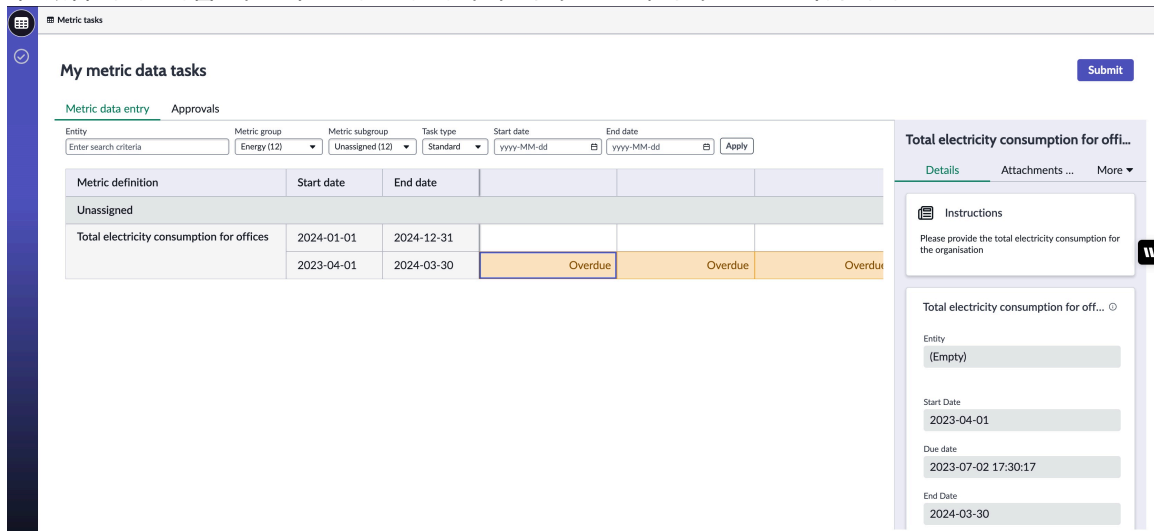 Metric tasks
My metric data tasks
Submit
Metric data entry Approvals
Entity Metric group Metric subgroup Task type Start date End date
Enter search criteria Energy (12) Unassigned (12) Standard yyyy-MM-dd yyyy-MM-dd Apply
Metric definition Start date End date
Unassigned
Total electricity consumption for offices 2024-01-01 2024-12-31
2023-04-01 2024-03-30 Overdue Overdue Overdue
Total electricity consumption for offi...
Details Attachments ... More
Instructions
Please provide the total electricity consumption for
the organisation
Total electricity consumption for off...
Entity
(Empty)
Start Date
2023-04-01
Due date
2023-07-02 17:30:17
End Date
2024-03-30